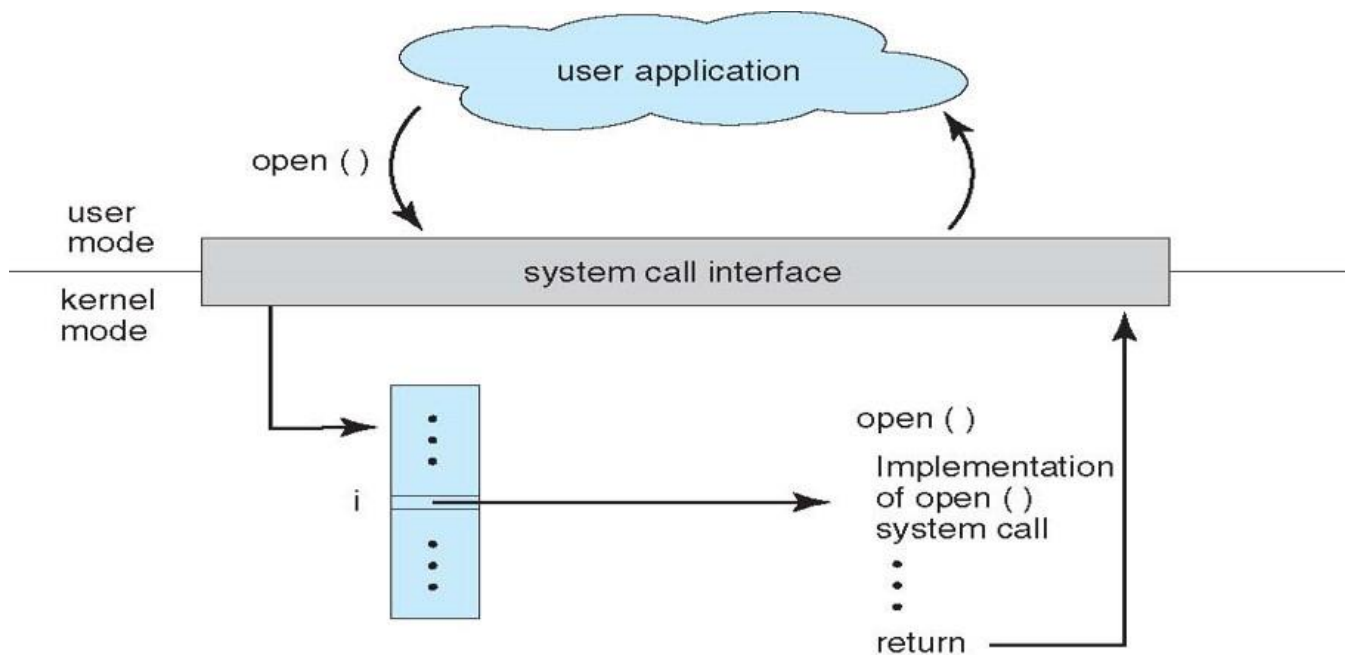 user application
open ( )
user
mode
system call interface
kernel
mode
i
open ( )
Implementation
of open ( )
system call
return